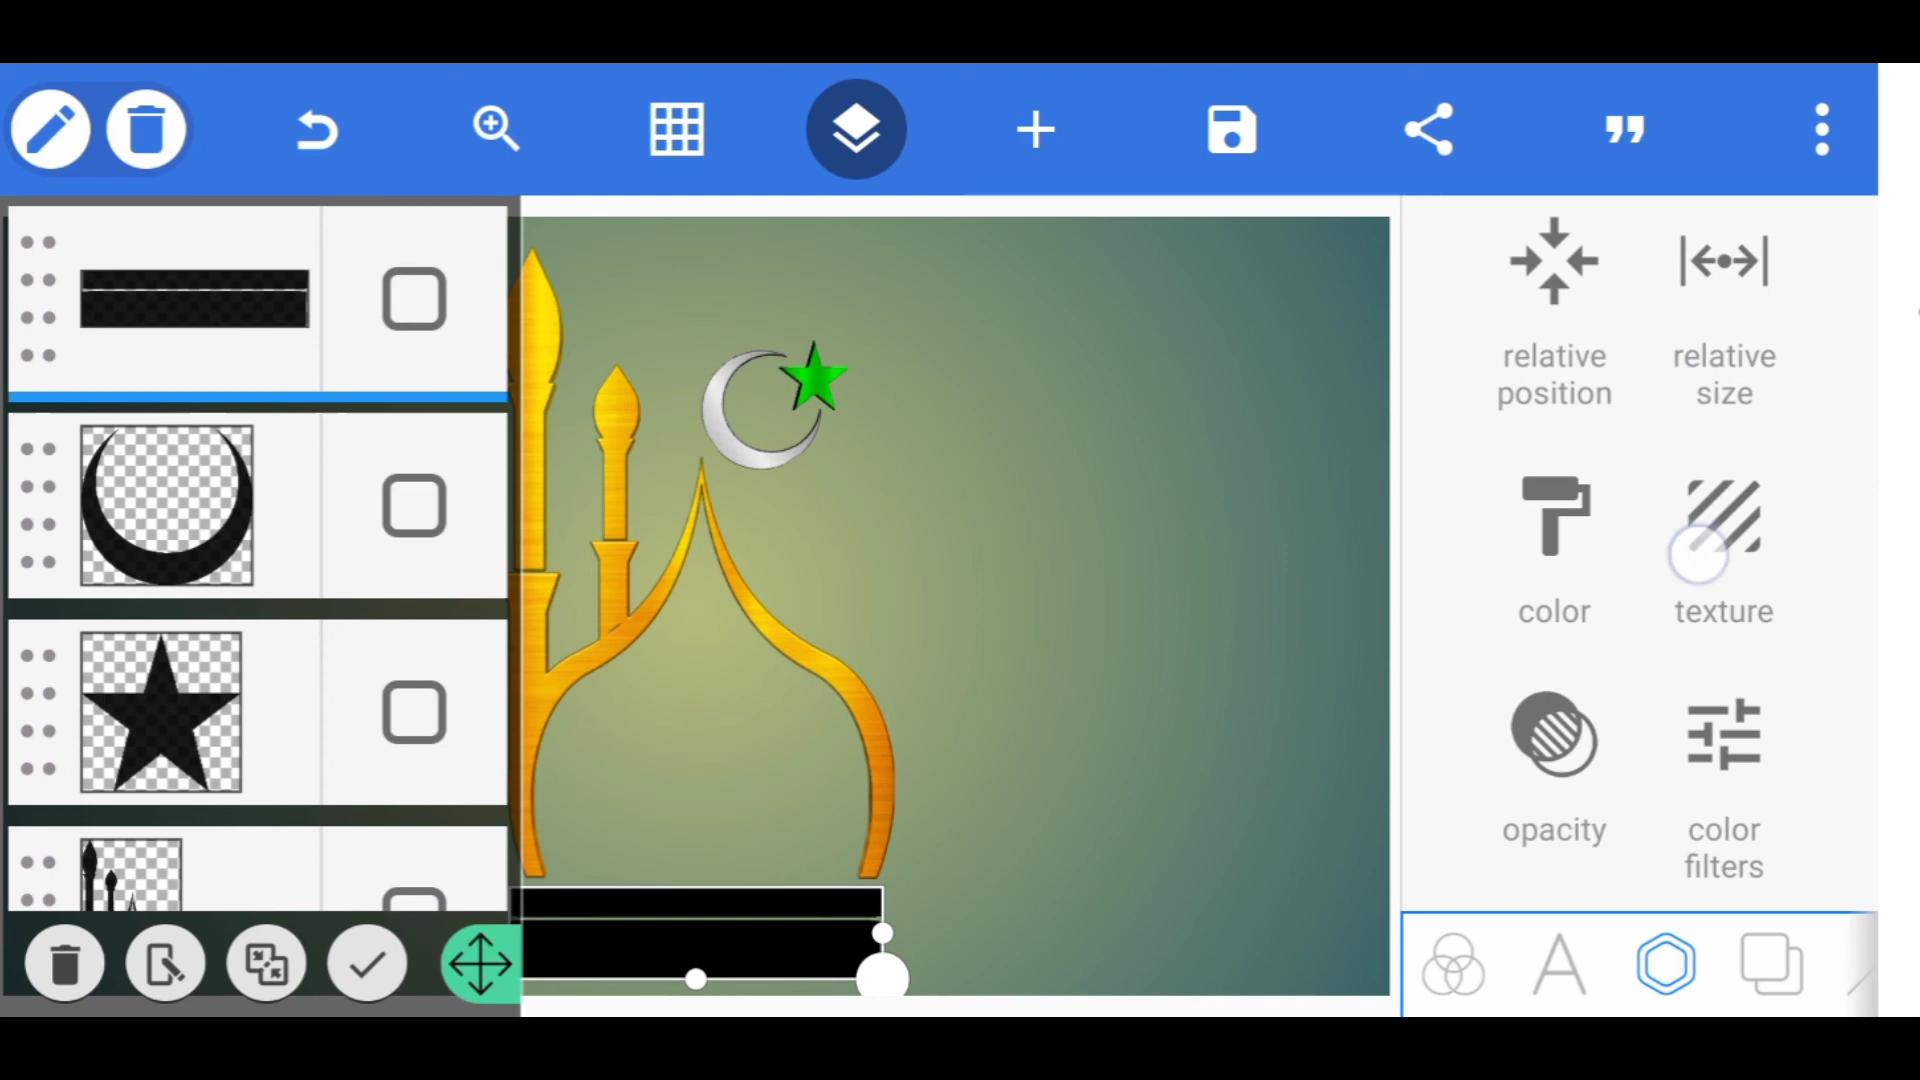 relative
position
relative
size
color
texture
opacity
color
filters